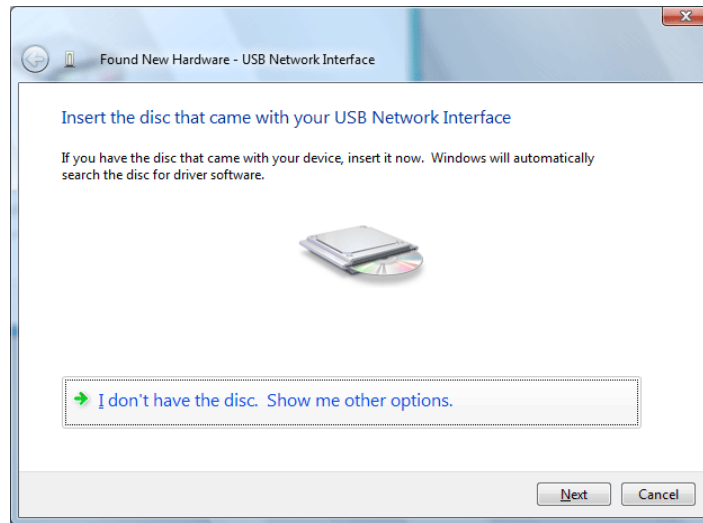 Found New Hardware - USB Network Interface
Insert the disc that came with your USB Network Interface
If you have the disc that came with your device, insert it now.  Windows will automatically
search the disc for driver software.
I don't have the disc.  Show me other options.
Next
Cancel